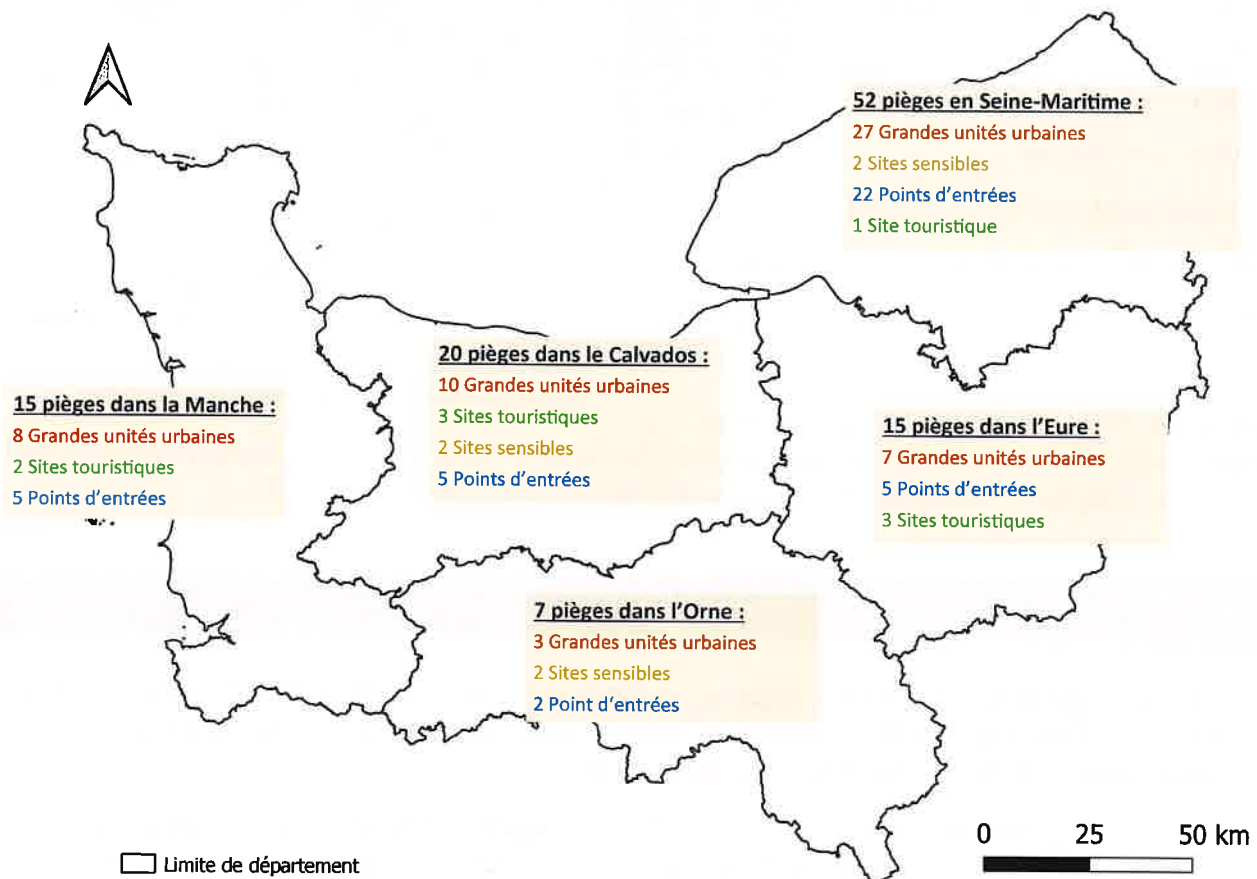 52 pièges en Seine-Maritime :
27 Grandes unités urbaines
2 Sites sensibles
22 Points d'entrées
1 Site touristique
20 pièges dans le Calvados :
10 Grandes unités urbaines
3 Sites touristiques
2 Sites sensibles
5 Points d'entrées
15 pièges dans la Manche :
8 Grandes unités urbaines
2 Sites touristiques
5 Points d'entrées
15 pièges dans l'Eure :
7 Grandes unités urbaines
5 Points d'entrées
3 Sites touristiques
7 pièges dans l'Orne :
3 Grandes unités urbaines
2 Sites sensibles
2 Point d'entrées
0 25 50 km
Limite de département